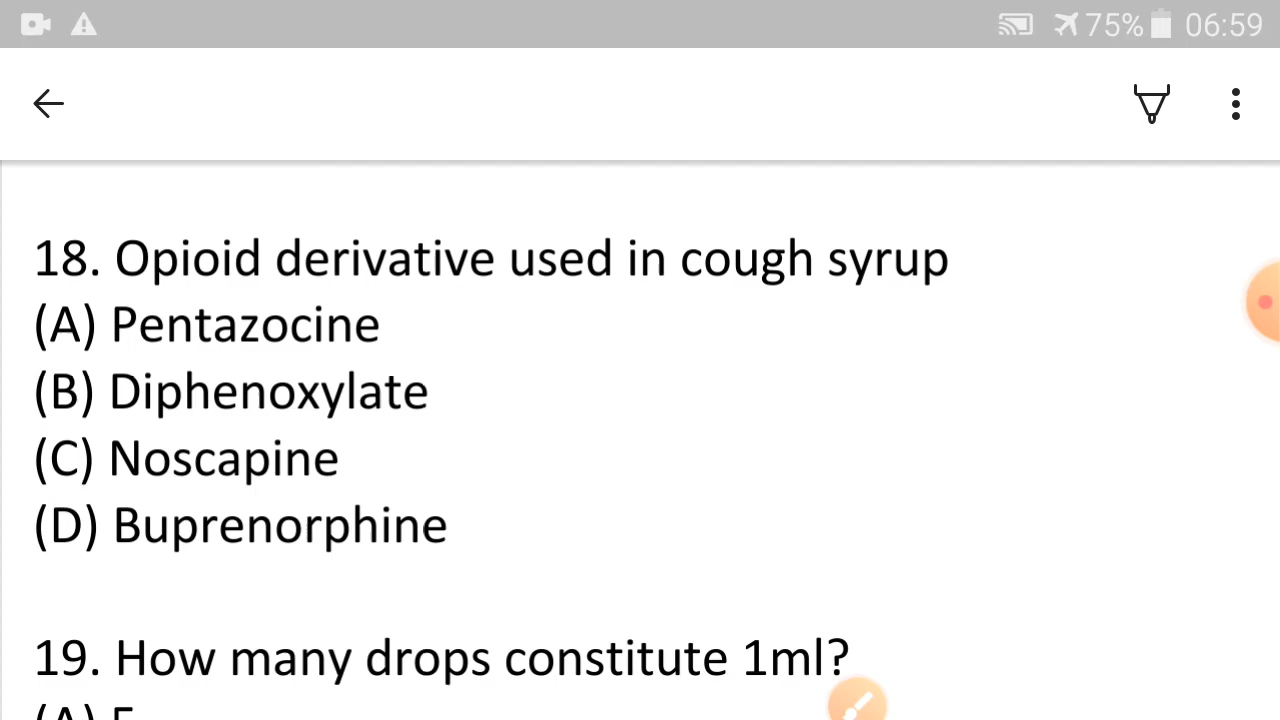 75% 06:59
18. Opioid derivative used in cough syrup
(A) Pentazocine
(B) Diphenoxylate
(C) Noscapine
(D) Buprenorphine
19. How many drops constitute 1ml?